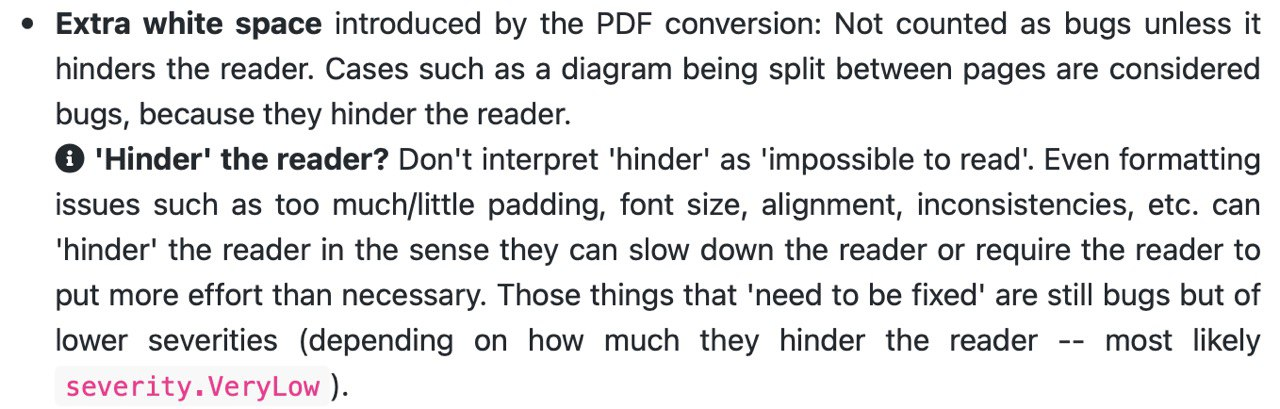 • Extra white space introduced by the PDF conversion: Not counted as bugs unless it
hinders the reader. Cases such as a diagram being split between pages are considered
bugs, because they hinder the reader.
'Hinder' the reader? Don't interpret 'hinder' as 'impossible to read'. Even formatting
issues such as too much/little padding, font size, alignment, inconsistencies, etc. can
'hinder' the reader in the sense they can slow down the reader or require the reader to
put more effort than necessary. Those things that 'need to be fixed' are still bugs but of
lower severities (depending on how much they hinder the reader -- most likely
severity.VeryLow ).